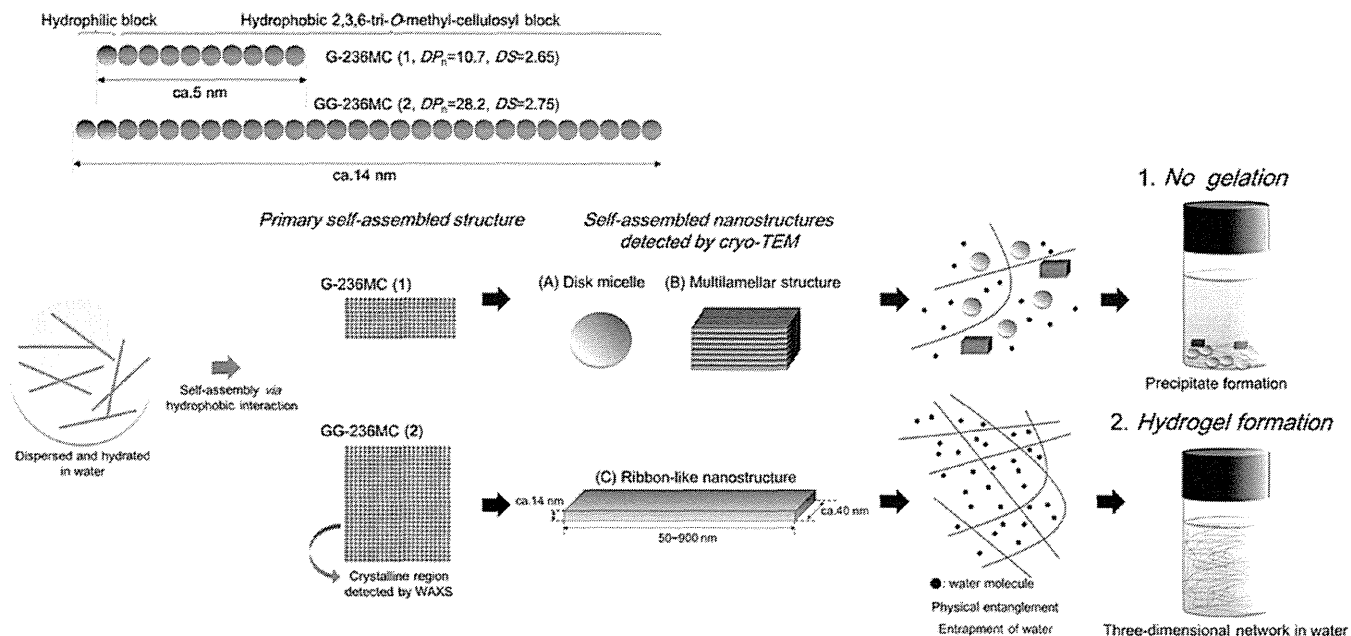 Hydrophilic block
Hydrophobic 2,3,6-tri-O-methyl-cellulosyl block
G-236MC (1, DPn=10.7, DS=2.65)
ca.5 nm
GG-236MC (2, DPn=28.2, DS=2.75)
ca.14 nm
Primary self-assembled structure
Self-assembled nanostructures
detected by cryo-TEM
1. No gelation
G-236MC (1)
(A) Disk micelle
(B) Multilamellar structure
Precipitate formation
Self-assembly via
hydrophobic interaction
Dispersed and hydrated
in water
GG-236MC (2)
Crystalline region
detected by WAXS
(C) Ribbon-like nanostructure
ca.14 nm
ca.40 nm
50~900 nm
: water molecule
Physical entanglement
Entrapment of water
2. Hydrogel formation
Three-dimensional network in water